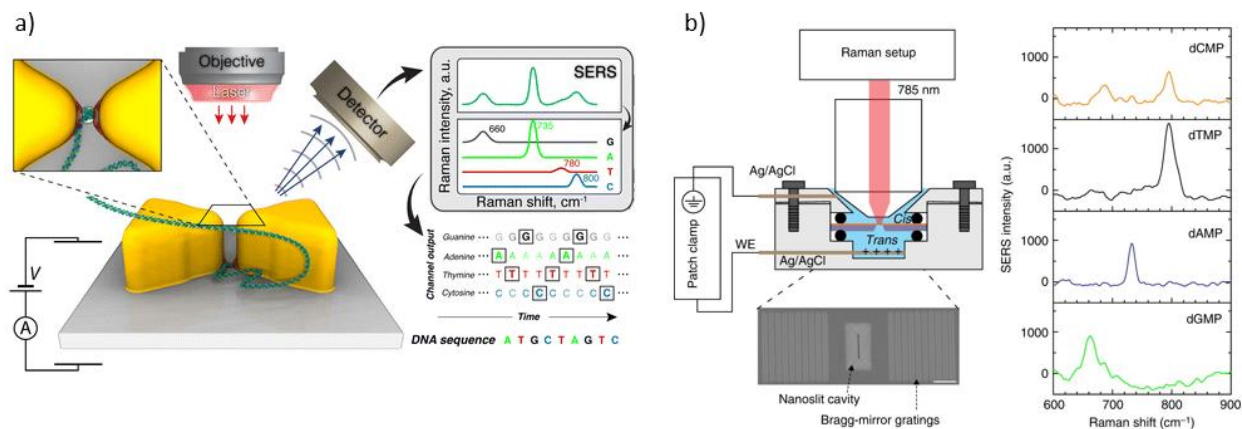 a)
Objective
Laser
Detector
V
A
SERS
Raman intensity, a.u.
660
735
780
800
G
A
T
C
Raman shift, cm⁻¹
Channel output
Guanine ··· G G G G G G G G ···
Adenine ··· A A A A A A A A ···
Thymine ··· T T T T T T T T ···
Cytosine ··· C C C C C C C C ···
Time
DNA sequence A T G C T A G T C
b)
Raman setup
785 nm
Ag/AgCl
Patch clamp
Cis
Trans
WE
++++
Ag/AgCl
Nanoslit cavity
Bragg-mirror gratings
SERS intensity (a.u.)
dCMP
1000
0
dTMP
1000
0
dAMP
1000
0
dGMP
1000
0
600 700 800 900
Raman shift (cm⁻¹)